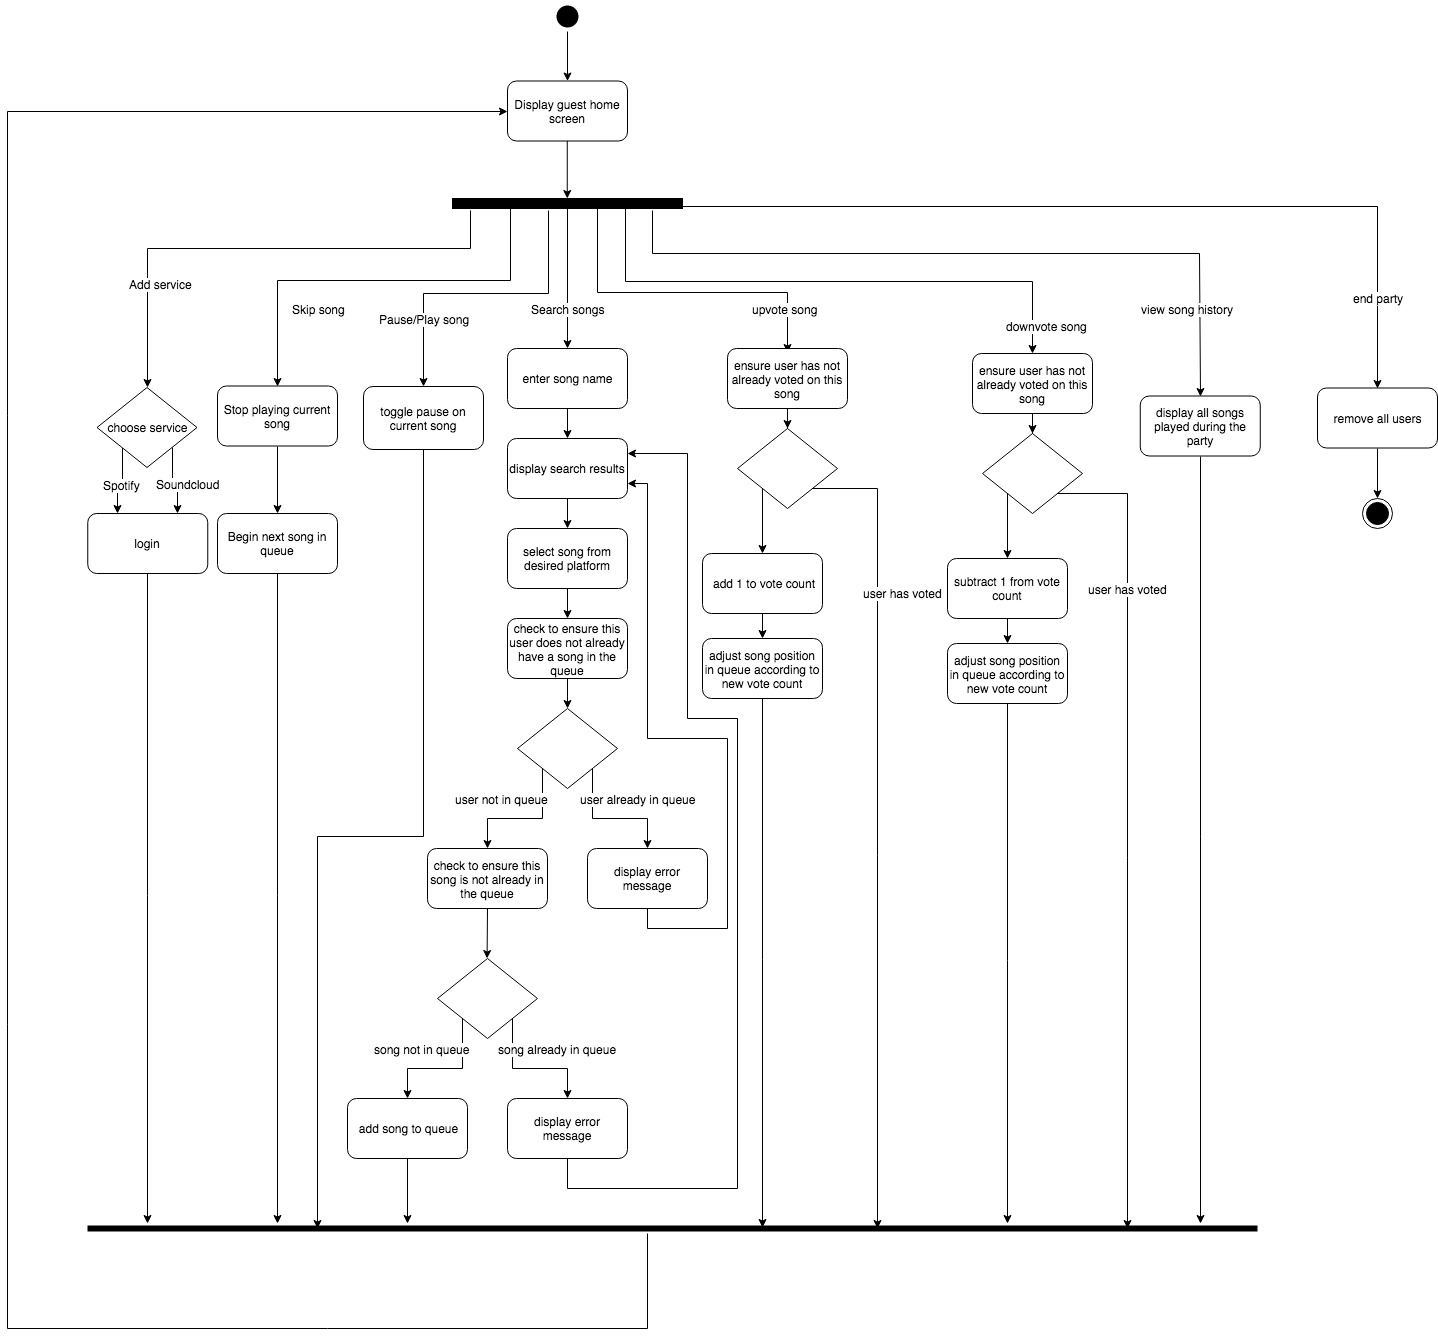 Display guest home
screen
Add service
Skip song
Pause/Play song
Search songs
upvote song
downvote song
view song history
end party
choose service
Spotify
Soundcloud
login
Stop playing current
song
Begin next song in
queue
toggle pause on
current song
enter song name
display search results
select song from
desired platform
check to ensure this
user does not already
have a song in the
queue
user not in queue
user already in queue
check to ensure this
song is not already in
the queue
display error
message
song not in queue
song already in queue
add song to queue
display error
message
ensure user has not
already voted on this
song
add 1 to vote count
user has voted
adjust song position
in queue according to
new vote count
ensure user has not
already voted on this
song
subtract 1 from vote
count
user has voted
adjust song position
in queue according to
new vote count
display all songs
played during the
party
remove all users